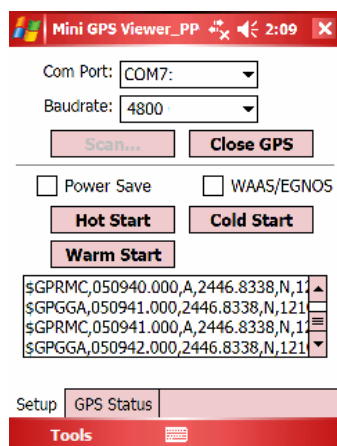 Mini GPS Viewer_PP 2:09
Com Port: COM7:
Baudrate: 4800
Scan... Close GPS
Power Save WAAS/EGNOS
Hot Start Cold Start
Warm Start
$GPRMC,050940.000,A,2446.8338,N,12
$GPGGA,050941.000,2446.8338,N,121
$GPRMC,050941.000,A,2446.8338,N,12
$GPGGA,050942.000,2446.8338,N,121
Setup GPS Status
Tools